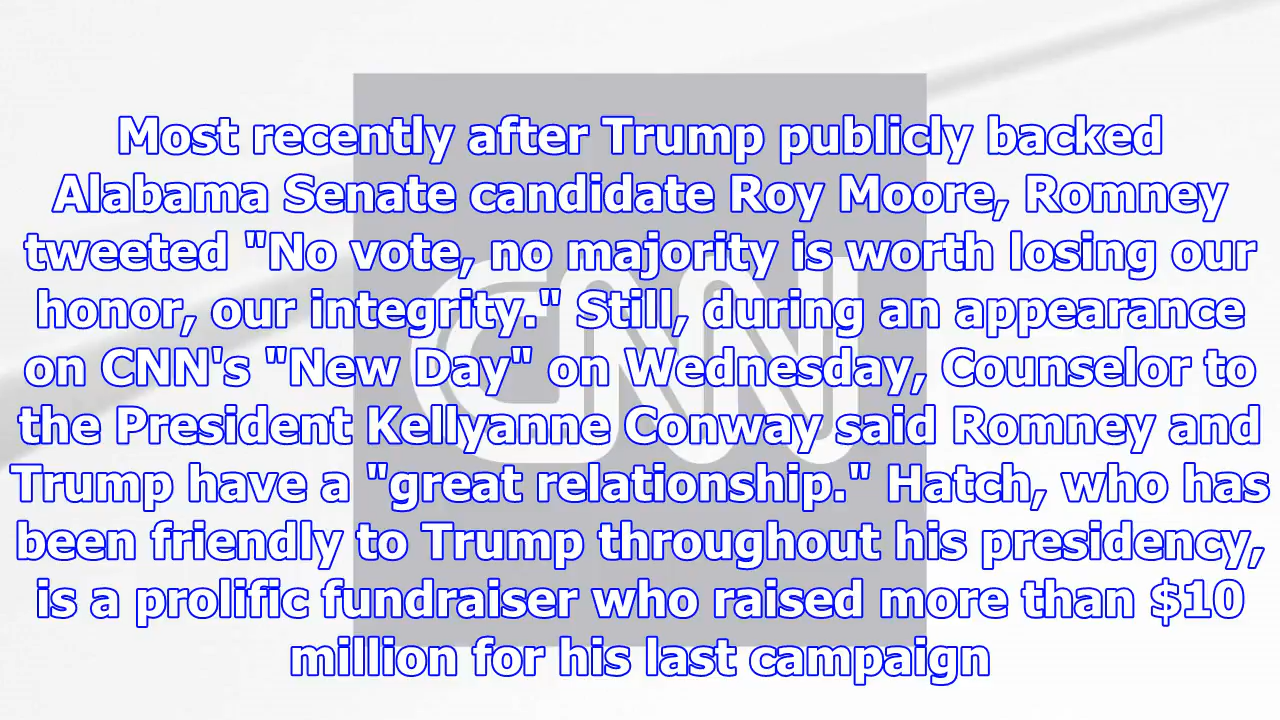 Most recently after Trump publicly backed
Alabama Senate candidate Roy Moore, Romney
tweeted "No vote, no majority is worth losing our
honor, our integrity." Still, during an appearance
on CNN's "New Day" on Wednesday, Counselor to
the President Kellyanne Conway said Romney and
Trump have a "great relationship." Hatch, who has
been friendly to Trump throughout his presidency,
is a prolific fundraiser who raised more than $10
million for his last campaign
CNN